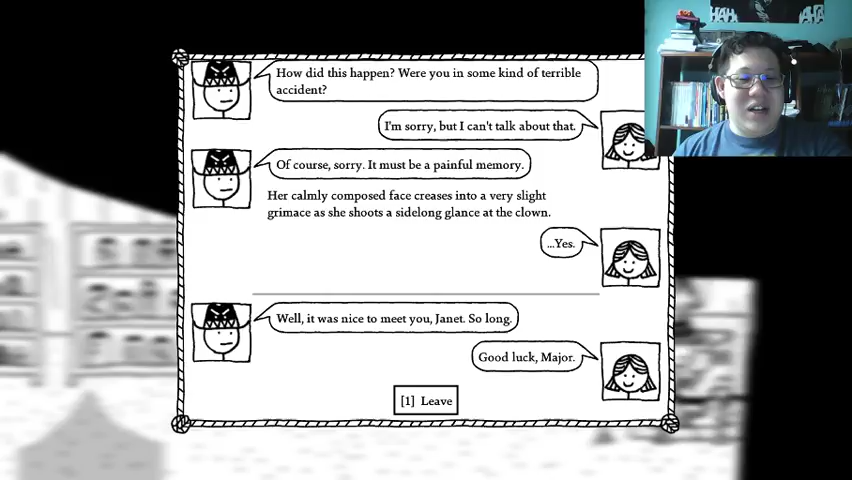 How did this happen? Were you in some kind of terrible
accident?
I'm sorry, but I can't talk about that.
Of course, sorry. It must be a painful memory.
Her calmly composed face creases into a very slight
grimace as she shoots a sidelong glance at the clown.
...Yes.
Well, it was nice to meet you, Janet. So long.
Good luck, Major.
[1] Leave